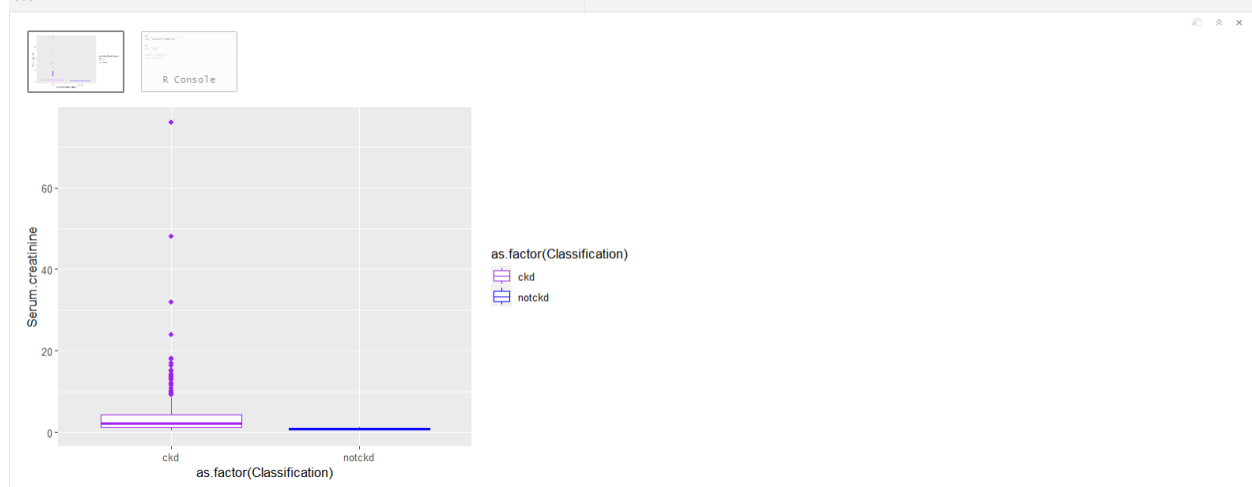 R Console
60
40
20
0
Serum.creatinine
ckd
notckd
as.factor(Classification)
as.factor(Classification)
ckd
notckd